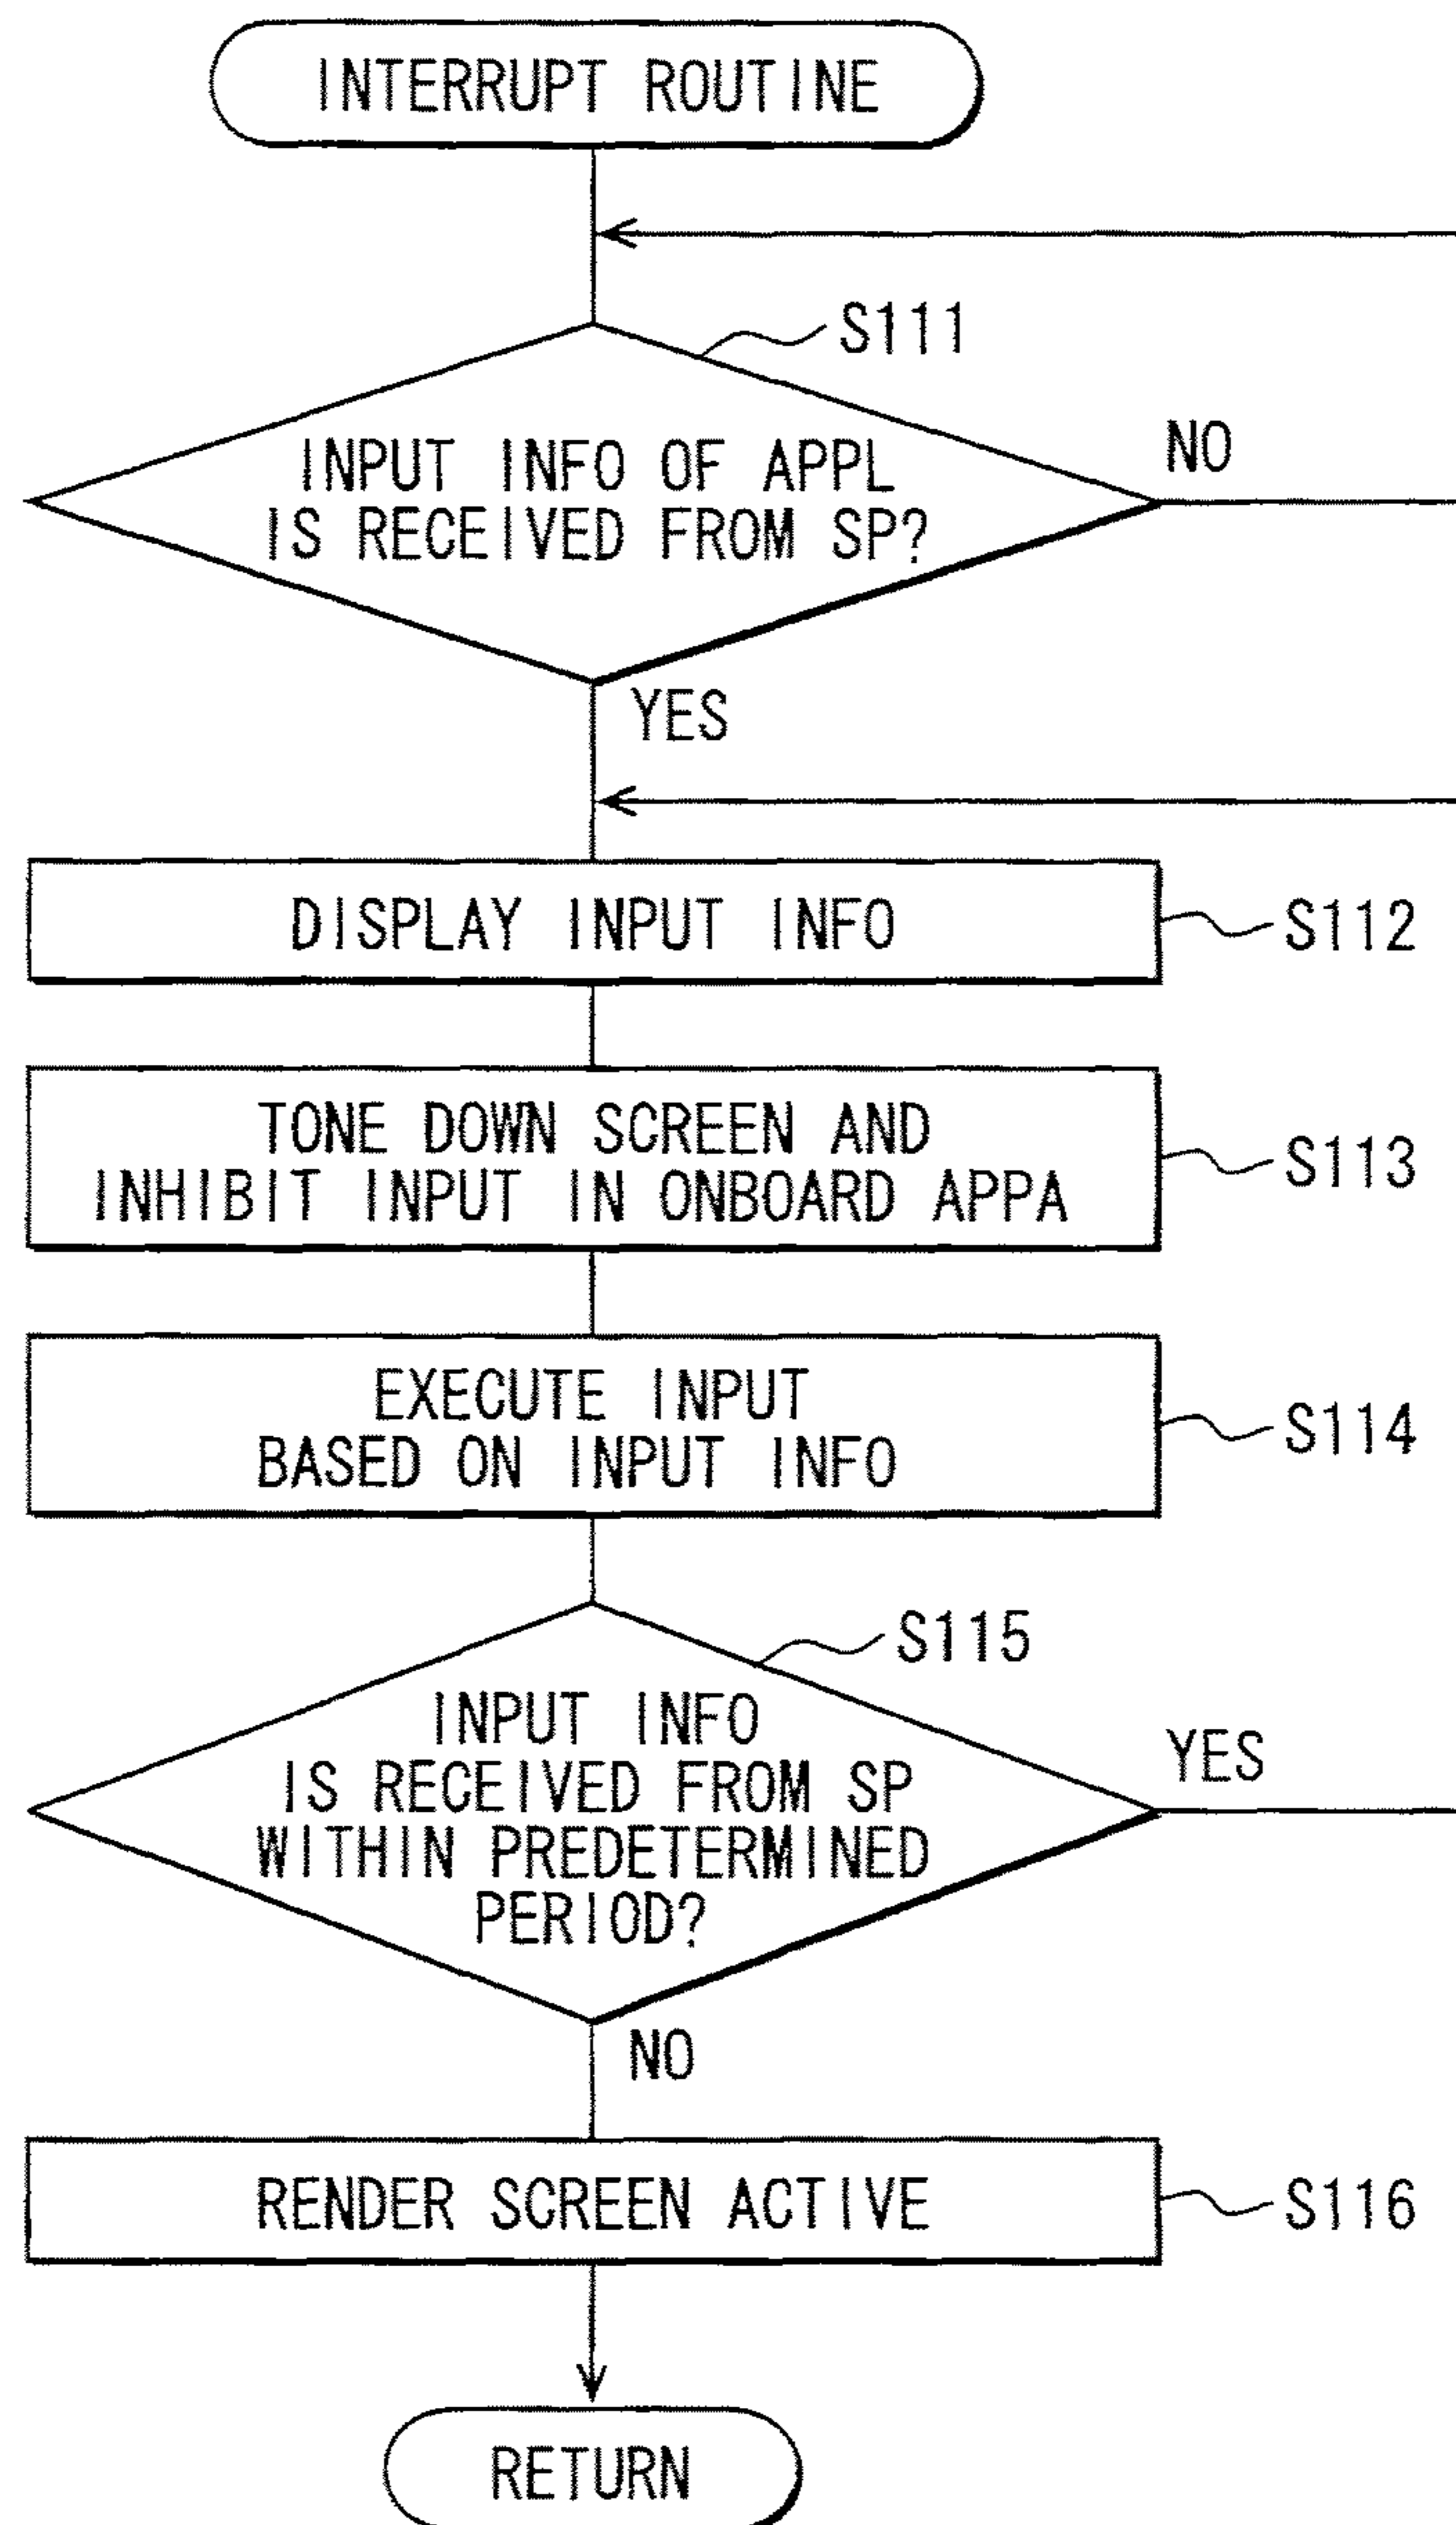 INTERRUPT ROUTINE
S111
INPUT INFO OF APPL
IS RECEIVED FROM SP?
NO
YES
DISPLAY INPUT INFO
S112
TONE DOWN SCREEN AND
INHIBIT INPUT IN ONBOARD APPA
S113
EXECUTE INPUT
BASED ON INPUT INFO
S114
S115
INPUT INFO
IS RECEIVED FROM SP
WITHIN PREDETERMINED
PERIOD?
YES
NO
RENDER SCREEN ACTIVE
S116
RETURN